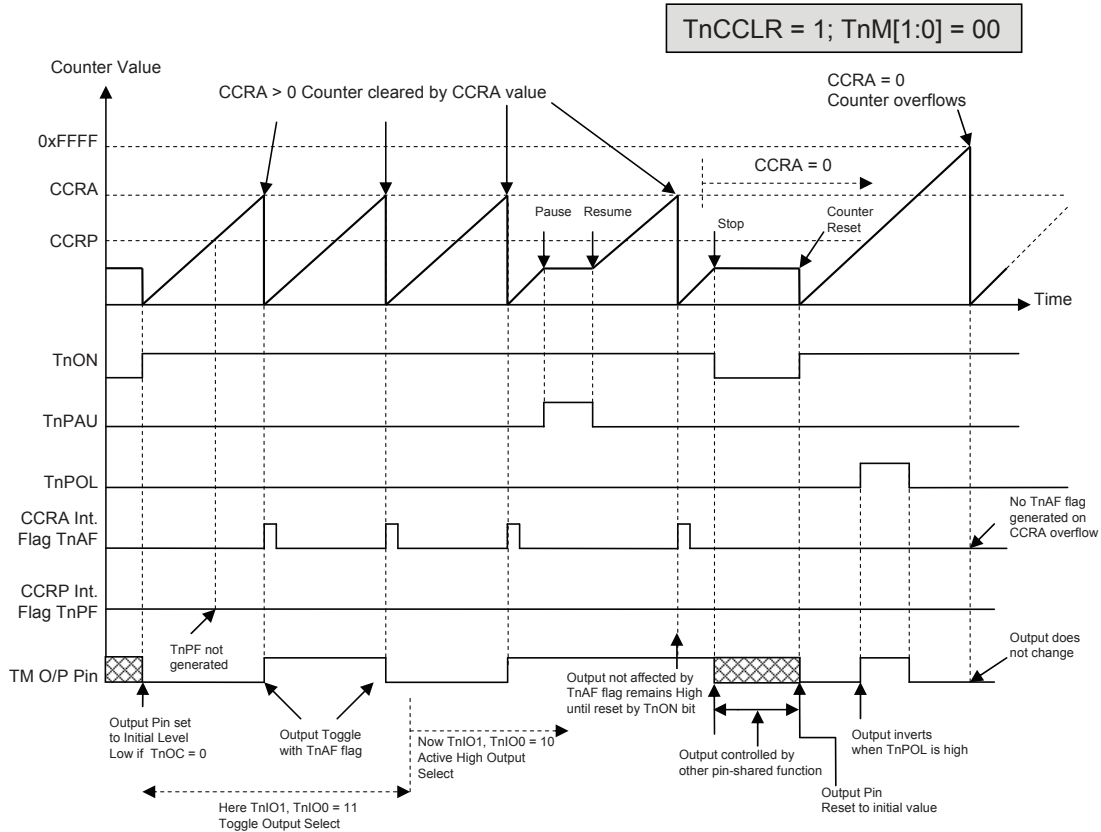 TnCCLR = 1; TnM[1:0] = 00
Counter Value
CCRA > 0 Counter cleared by CCRA value
CCRA = 0
Counter overflows
0xFFFF
CCRA = 0
CCRA
Pause
Resume
Stop
Counter
Reset
CCRP
Time
TnON
TnPAU
TnPOL
CCRA Int.
Flag TnAF
No TnAF flag
generated on
CCRA overflow
CCRP Int.
Flag TnPF
TnPF not
generated
TM O/P Pin
Output does
not change
Output not affected by
TnAF flag remains High
until reset by TnON bit
Output Pin set
to Initial Level
Low if TnOC = 0
Output Toggle
with TnAF flag
Now TnIO1, TnIO0 = 10
Active High Output
Select
Output controlled by
other pin-shared function
Output inverts
when TnPOL is high
Output Pin
Reset to initial value
Here TnIO1, TnIO0 = 11
Toggle Output Select